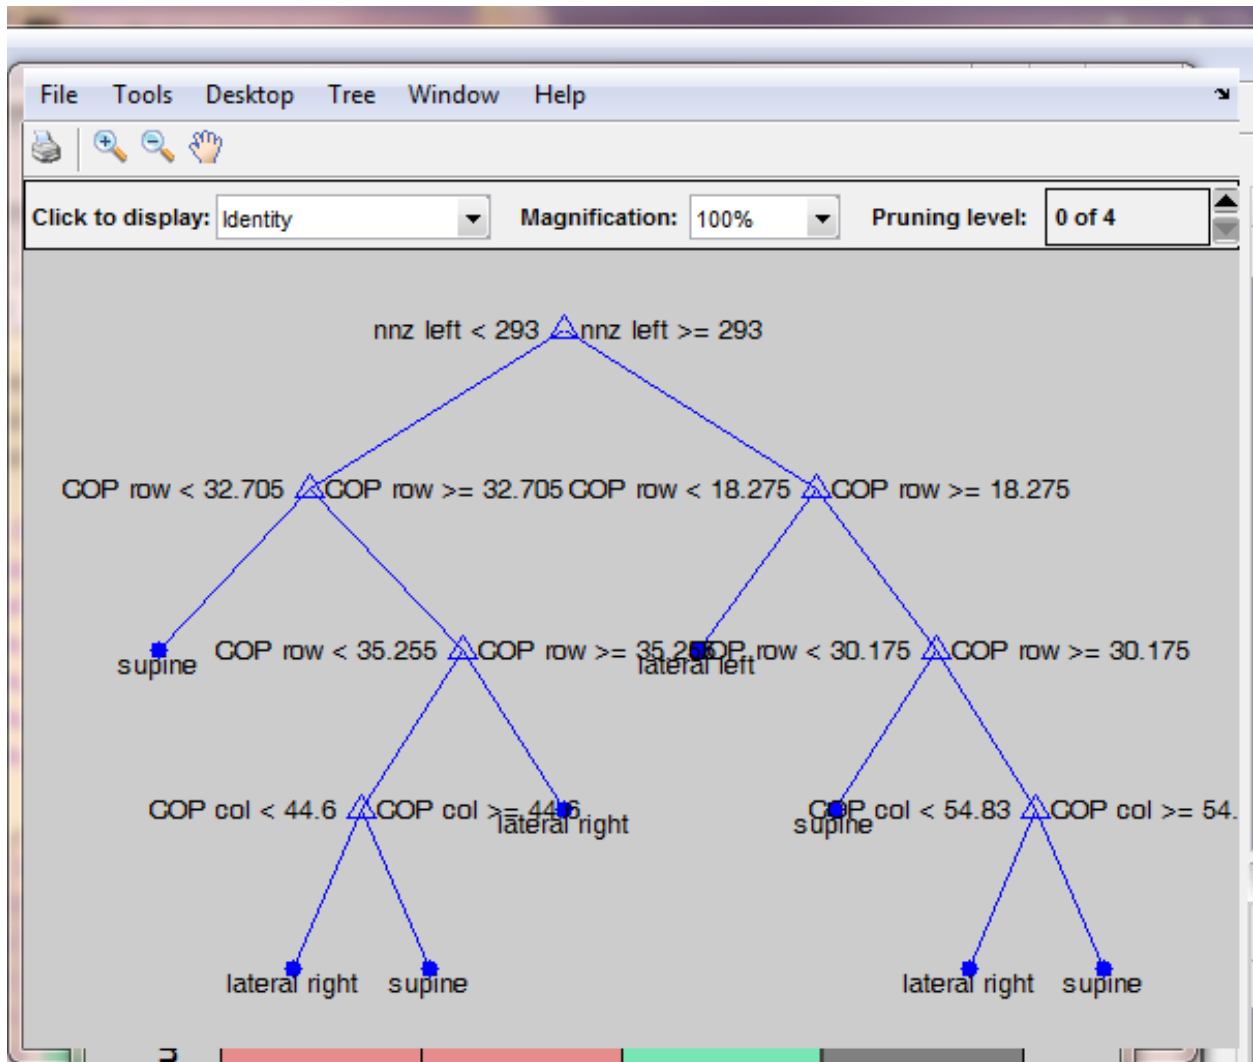 File Tools Desktop Tree Window Help
Click to display: Identity Magnification: 100% Pruning level: 0 of 4
nnz left < 293 nnz left >= 293
COP row < 32.705 COP row >= 32.705 COP row < 18.275 COP row >= 18.275
supine COP row < 35.255 COP row >= 35.255 lateral left COP row < 30.175 COP row >= 30.175
COP col < 44.6 COP col >= 44.6 lateral right supine COP col < 54.83 COP col >= 54.
lateral right supine lateral right supine